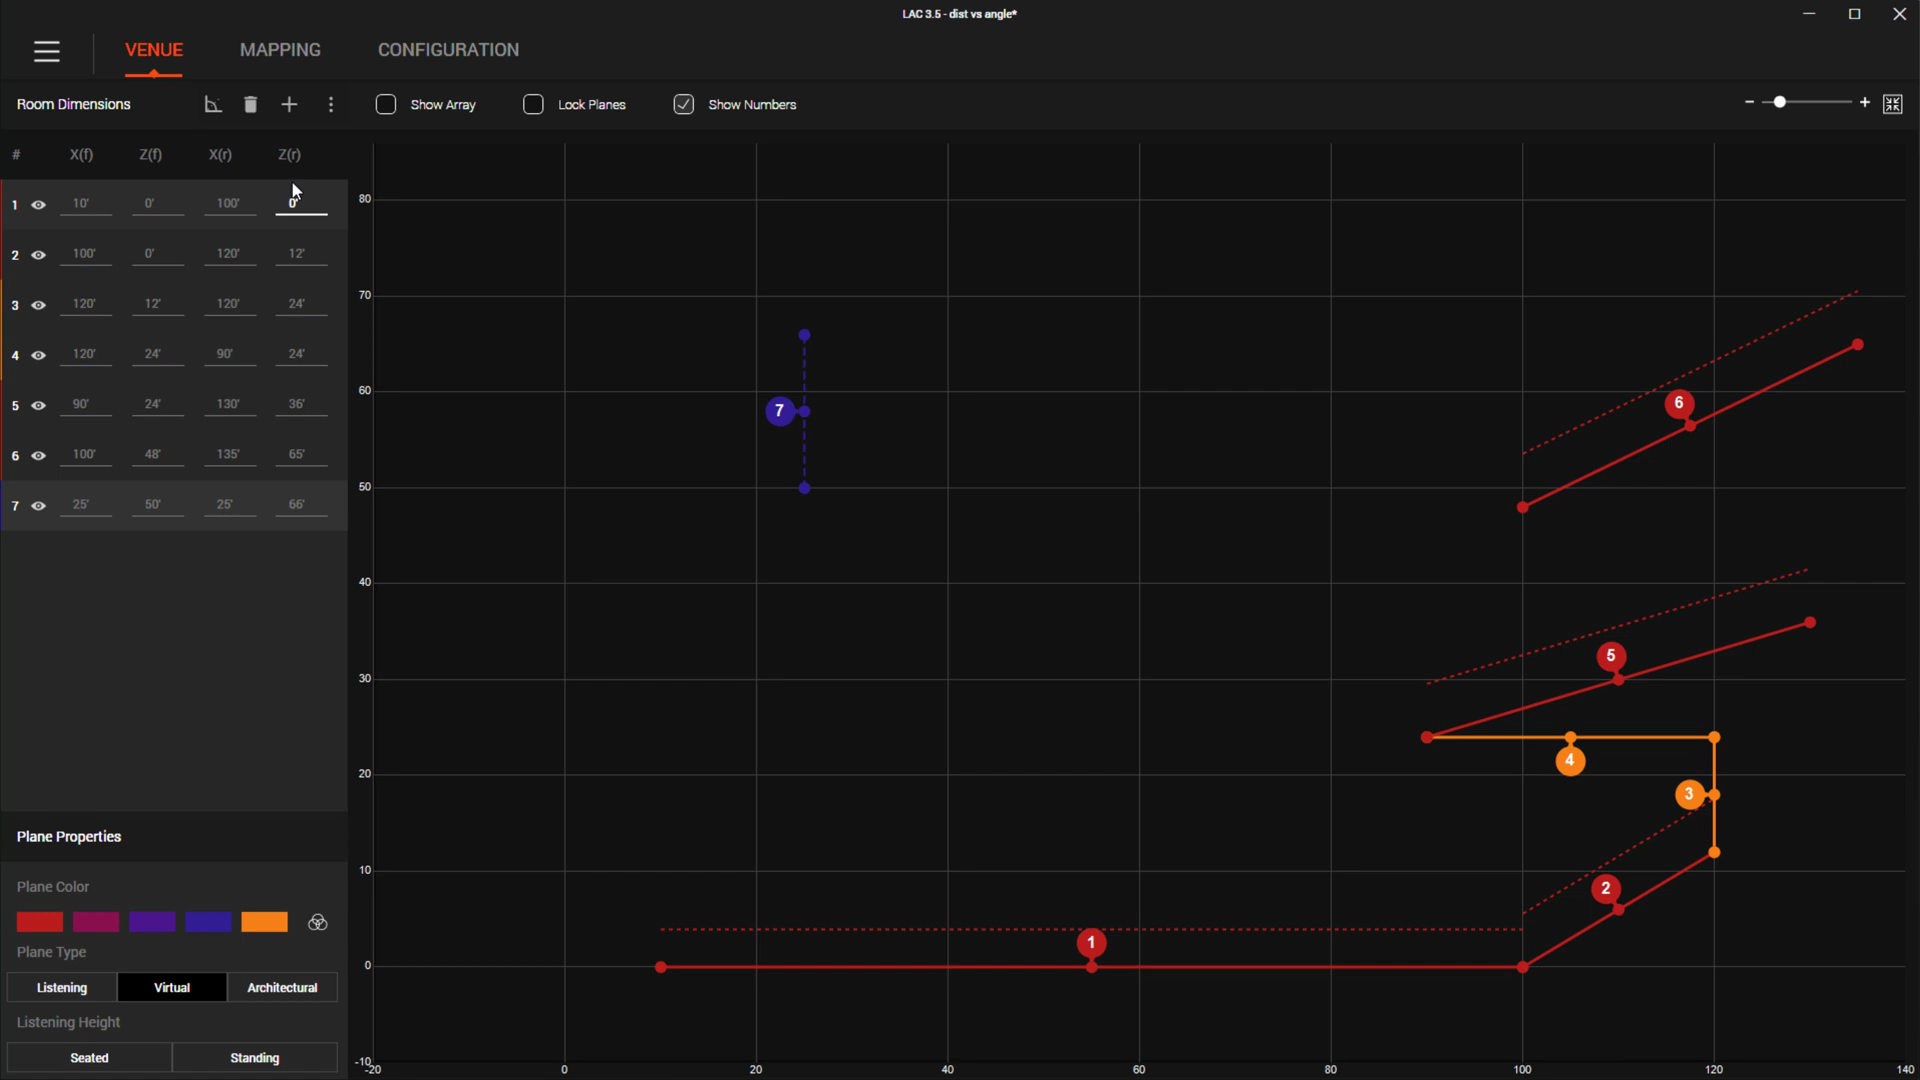 LAC 3.5 - dist vs angle*
VENUE MAPPING CONFIGURATION
Room Dimensions Show Array Lock Planes Show Numbers
# X(f) Z(f) X(r) Z(r)
1 10' 0' 100' 0'
2 100' 0' 120' 12'
3 120' 12' 120' 24'
4 120' 24' 90' 24'
5 90' 24' 130' 36'
6 100' 48' 135' 65'
7 25' 50' 25' 66'
Plane Properties
Plane Color
Plane Type
Listening Virtual Architectural
Listening Height
Seated Standing
80
70
60
50
40
30
20
10
0
-10
-20 0 20 40 60 80 100 120 140
6
7
5
4
3
2
1